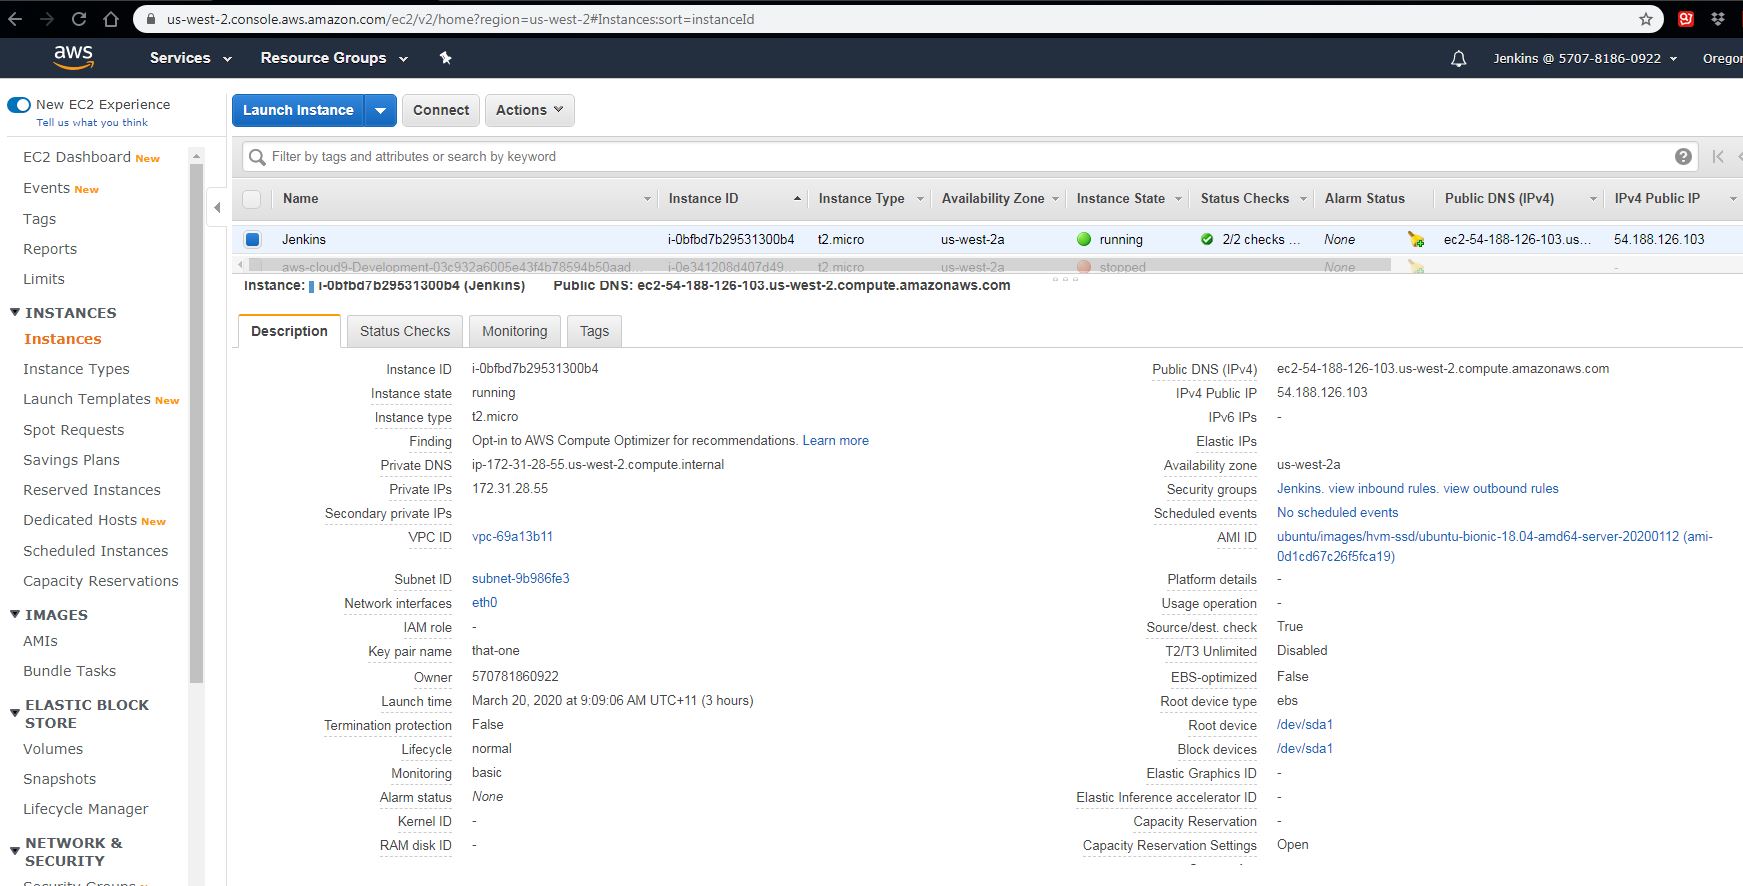 us-west-2.console.aws.amazon.com/ec2/v2/home?region=us-west-2#Instances:sort=instanceId
aws Services Resource Groups Jenkins @ 5707-8186-0922
New EC2 Experience
Tell us what you think
EC2 Dashboard New
Events New
Tags
Reports
Limits
INSTANCES
Instances
Instance Types
Launch Templates New
Spot Requests
Savings Plans
Reserved Instances
Dedicated Hosts New
Scheduled Instances
Capacity Reservations
IMAGES
AMIs
Bundle Tasks
ELASTIC BLOCK
STORE
Volumes
Snapshots
Lifecycle Manager
NETWORK &
SECURITY
Launch Instance Connect Actions
Filter by tags and attributes or search by keyword
Name Instance ID Instance Type Availability Zone Instance State Status Checks Alarm Status Public DNS (IPv4) IPv4 Public IP
Jenkins i-0bfbd7b29531300b4 t2.micro us-west-2a running 2/2 checks ... None ec2-54-188-126-103.us... 54.188.126.103
aws-cloud9-Development-03c932a6005e43f4b78594b50aad... i-0e341208d407d49... t2.micro us-west-2a stopped None -
Instance: i-0bfbd7b29531300b4 (Jenkins) Public DNS: ec2-54-188-126-103.us-west-2.compute.amazonaws.com
Description Status Checks Monitoring Tags
Instance ID i-0bfbd7b29531300b4
Instance state running
Instance type t2.micro
Finding Opt-in to AWS Compute Optimizer for recommendations. Learn more
Private DNS ip-172-31-28-55.us-west-2.compute.internal
Private IPs 172.31.28.55
Secondary private IPs
VPC ID vpc-69a13b11
Subnet ID subnet-9b986fe3
Network interfaces eth0
IAM role -
Key pair name that-one
Owner 570781860922
Launch time March 20, 2020 at 9:09:06 AM UTC+11 (3 hours)
Termination protection False
Lifecycle normal
Monitoring basic
Alarm status None
Kernel ID -
RAM disk ID -
Public DNS (IPv4) ec2-54-188-126-103.us-west-2.compute.amazonaws.com
IPv4 Public IP 54.188.126.103
IPv6 IPs -
Elastic IPs
Availability zone us-west-2a
Security groups Jenkins. view inbound rules. view outbound rules
Scheduled events No scheduled events
AMI ID ubuntu/images/hvm-ssd/ubuntu-bionic-18.04-amd64-server-20200112 (ami-
0d1cd67c26f5fca19)
Platform details -
Usage operation -
Source/dest. check True
T2/T3 Unlimited Disabled
EBS-optimized False
Root device type ebs
Root device /dev/sda1
Block devices /dev/sda1
Elastic Graphics ID -
Elastic Inference accelerator ID -
Capacity Reservation -
Capacity Reservation Settings Open